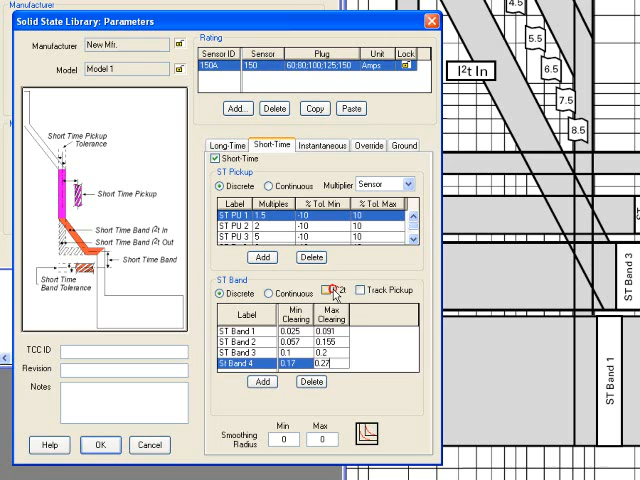 Manufacturer
Solid State Library: Parameters
Manufacturer
New Mfr.
Model
Model 1
Rating
Sensor ID
Sensor
Plug
Unit
Lock
150A
150
60;80;100;125;150
Amps
Add...
Delete
Copy
Paste
Long-Time
Short-Time
Instantaneous
Override
Ground
Short-Time
ST Pickup
Discrete
Continuous
Multiplier
Sensor
Label
Multiples
% Tol. Min
% Tol. Max
ST PU 1
1.5
-10
10
ST PU 2
2
-10
10
ST PU 3
5
-10
10
Add
Delete
ST Band
Discrete
Continuous
Track Pickup
Label
Min
Clearing
Max
Clearing
ST Band 1
0.025
0.091
ST Band 2
0.057
0.155
ST Band 3
0.1
0.2
St Band 4
0.17
0.27
Add
Delete
Smoothing
Radius
Min
Max
0
0
Short Time Pickup
Tolerance
Short Time Pickup
Short Time Band I²t In
Short Time Band I²t Out
Short Time Band
Short Time
Band Tolerance
TCC ID
Revision
Notes
Help
OK
Cancel
4.5
5.5
6.5
7.5
8.5
I²t In
ST Band 3
ST Band 1